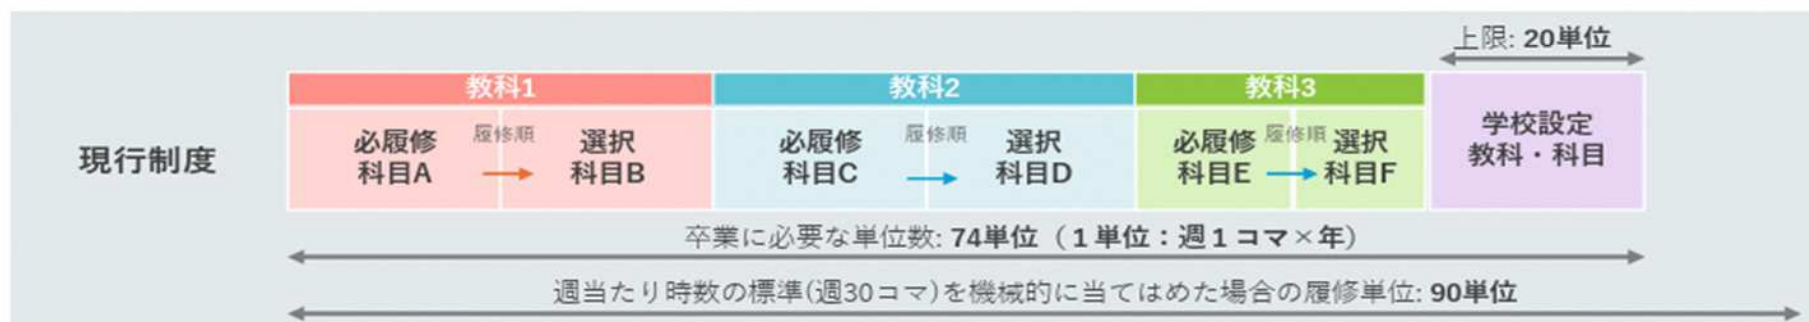 上限: 20単位
教科1
教科2
教科3
現行制度
必履修
科目A
履修順
選択
科目B
必履修
科目C
履修順
選択
科目D
必履修
科目E
履修順
選択
科目F
学校設定
教科・科目
卒業に必要な単位数: 74単位（1単位：週1コマ×年）
週当たり時数の標準(週30コマ)を機械的に当てはめた場合の履修単位: 90単位